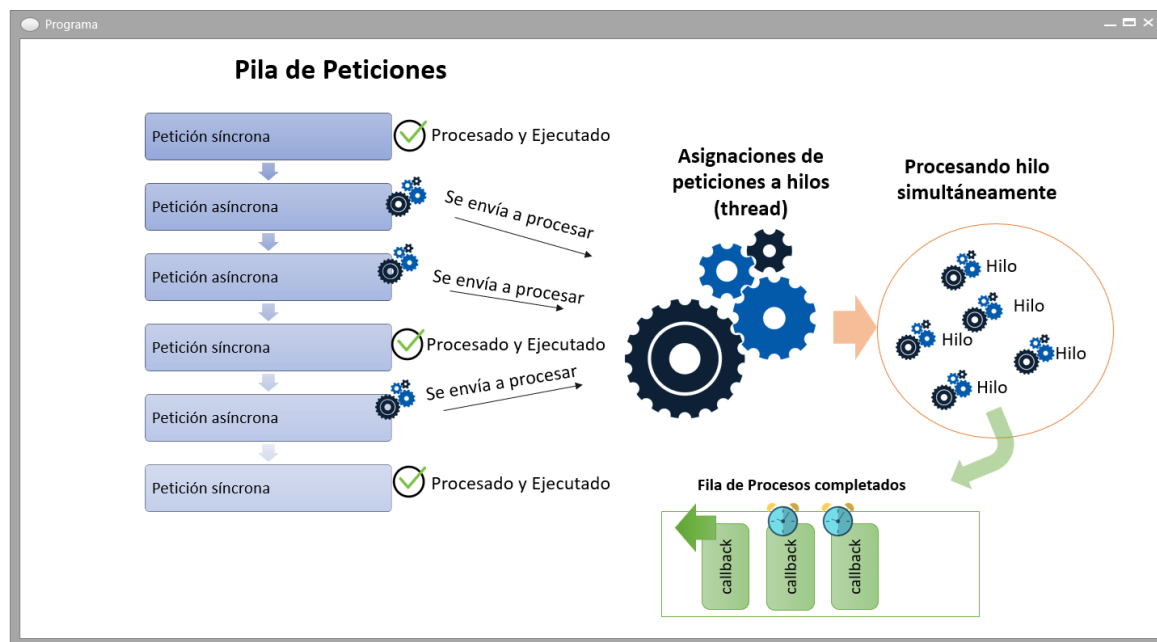 Programa
Pila de Peticiones
Petición síncrona
Procesado y Ejecutado
Petición asíncrona
Se envía a procesar
Petición asíncrona
Se envía a procesar
Petición síncrona
Procesado y Ejecutado
Petición asíncrona
Se envía a procesar
Petición síncrona
Procesado y Ejecutado
Asignaciones de
peticiones a hilos
(thread)
Procesando hilo
simultáneamente
Hilo
Hilo
Hilo
Hilo
Hilo
Fila de Procesos completados
callback
callback
callback